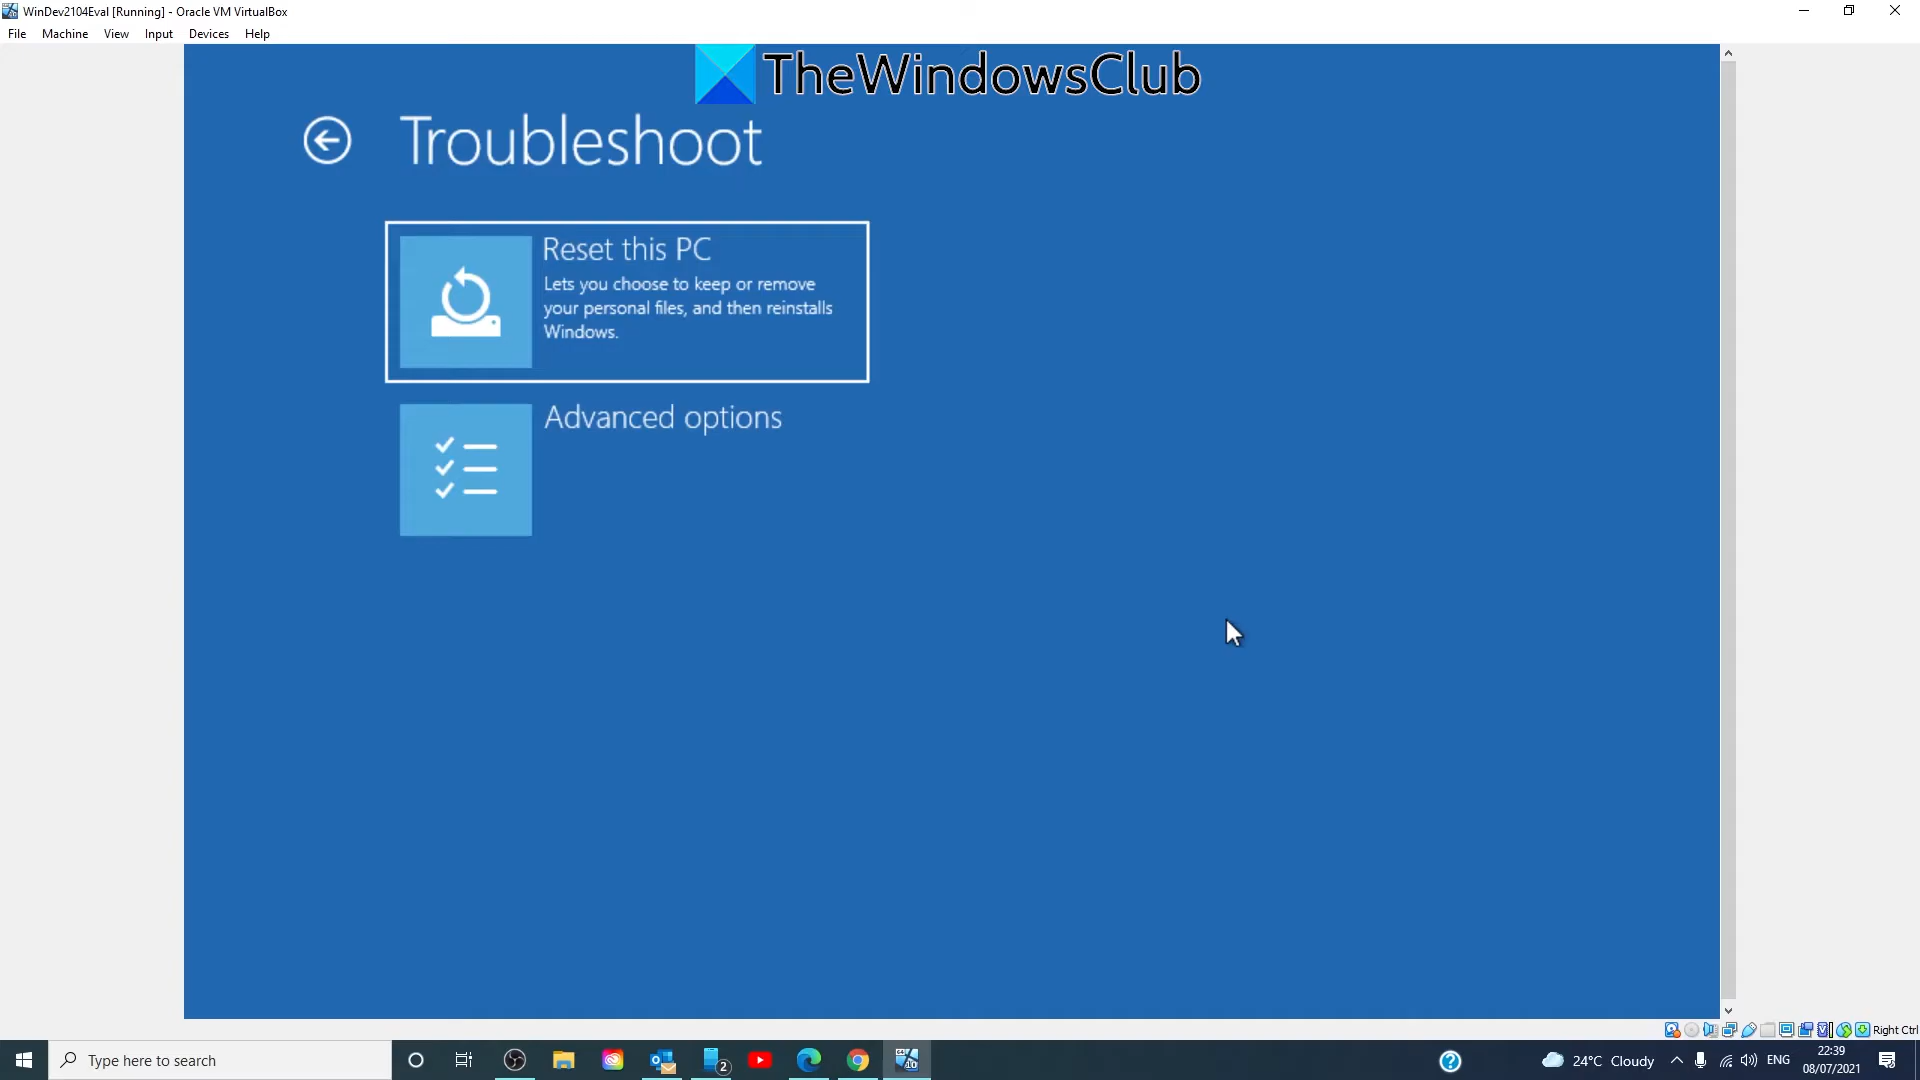 WinDev2104Eval [Running] - Oracle VM VirtualBox
File Machine View Input Devices Help
TheWindowsClub
Troubleshoot
Reset this PC
Lets you choose to keep or remove
your personal files, and then reinstalls
Windows.
Advanced options
Right Ctrl
Type here to search
2
24°C Cloudy
ENG
22:39
08/07/2021